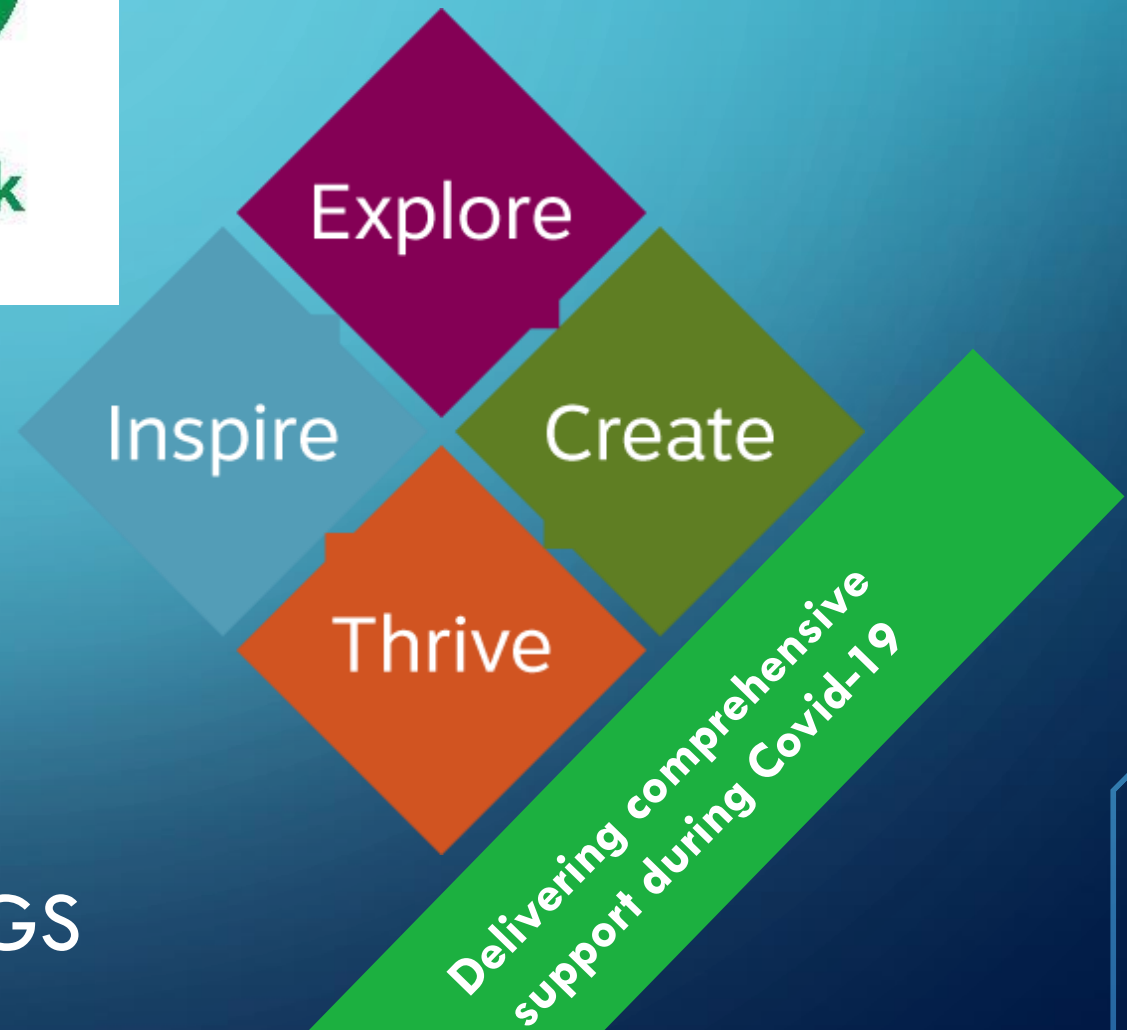 k
Explore
Inspire
Create
Thrive
GS
Delivering comprehensive
support during Covid-19